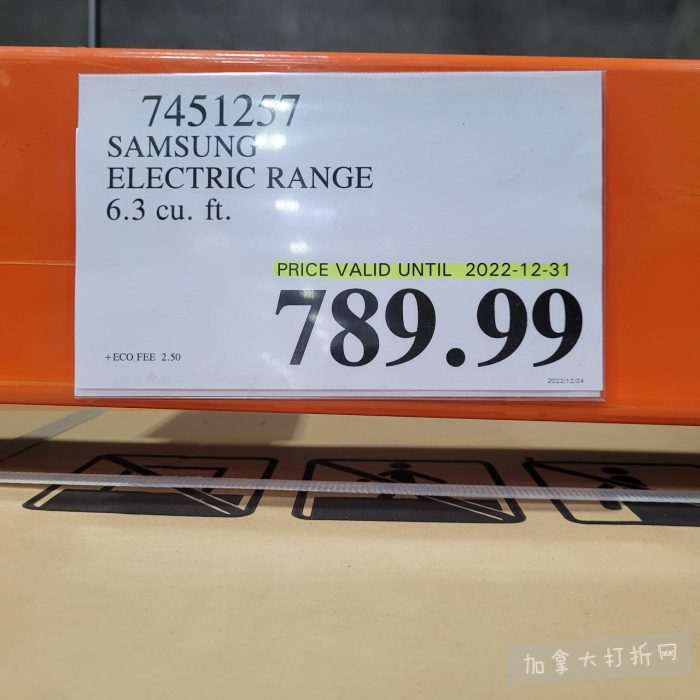 7451257
SAMSUNG
ELECTRIC RANGE
6.3 cu. ft.
PRICE VALID UNTIL 2022-12-31
789.99
+ECO FEE 2.50
2022/12/24
加拿大打折网